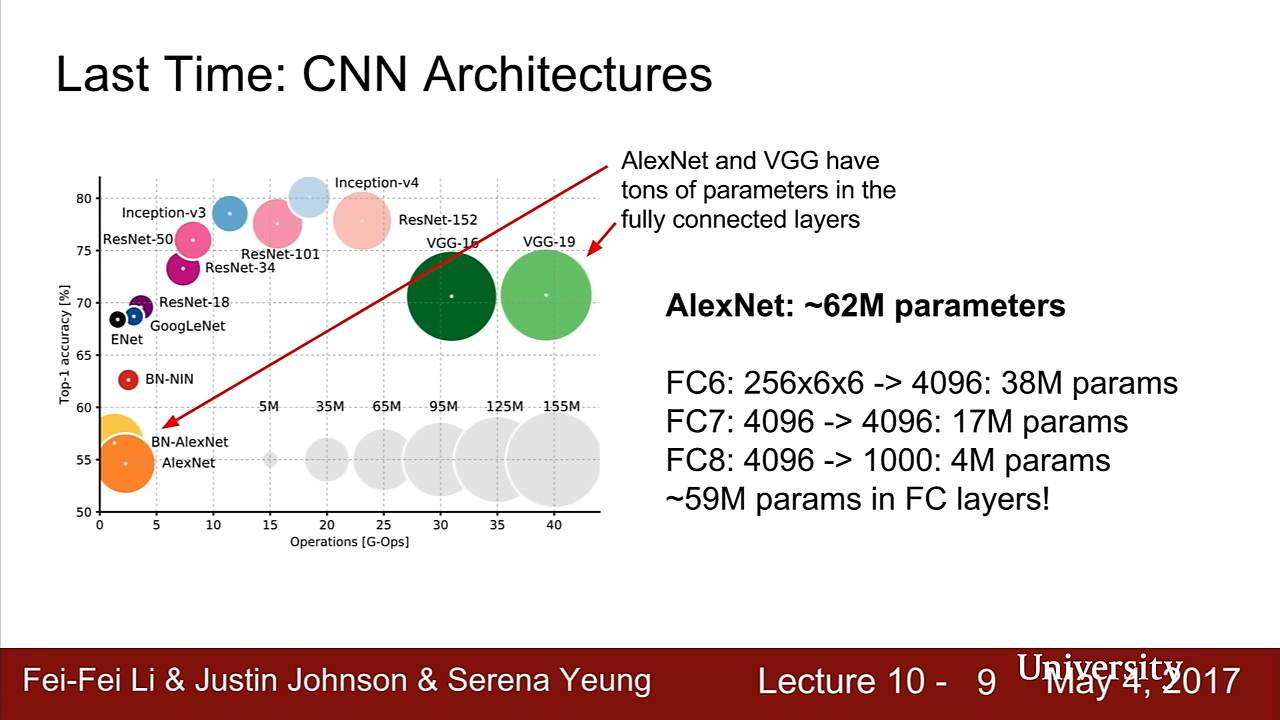 Last Time: CNN Architectures
AlexNet and VGG have
tons of parameters in the
fully connected layers
AlexNet: ~62M parameters
FC6: 256x6x6 -> 4096: 38M params
FC7: 4096 -> 4096: 17M params
FC8: 4096 -> 1000: 4M params
~59M params in FC layers!
Top-1 accuracy [%]
80
75
70
65
60
55
50
Inception-v4
Inception-v3
ResNet-152
ResNet-50
VGG-16
VGG-19
ResNet-101
ResNet-34
ResNet-18
GoogLeNet
ENet
BN-NIN
5M 35M 65M 95M 125M 155M
BN-AlexNet
AlexNet
0 5 10 15 20 25 30 35 40
Operations [G-Ops]
Fei-Fei Li & Justin Johnson & Serena Yeung
Lecture 10 - 9
May 4, 2017
University